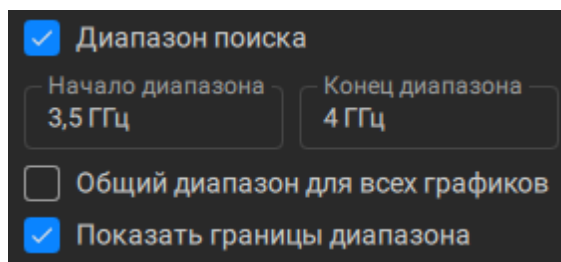 Диапазон поиска
Начало диапазона Конец диапазона
3,5 ГГц 4 ГГц
Общий диапазон для всех графиков
Показать границы диапазона